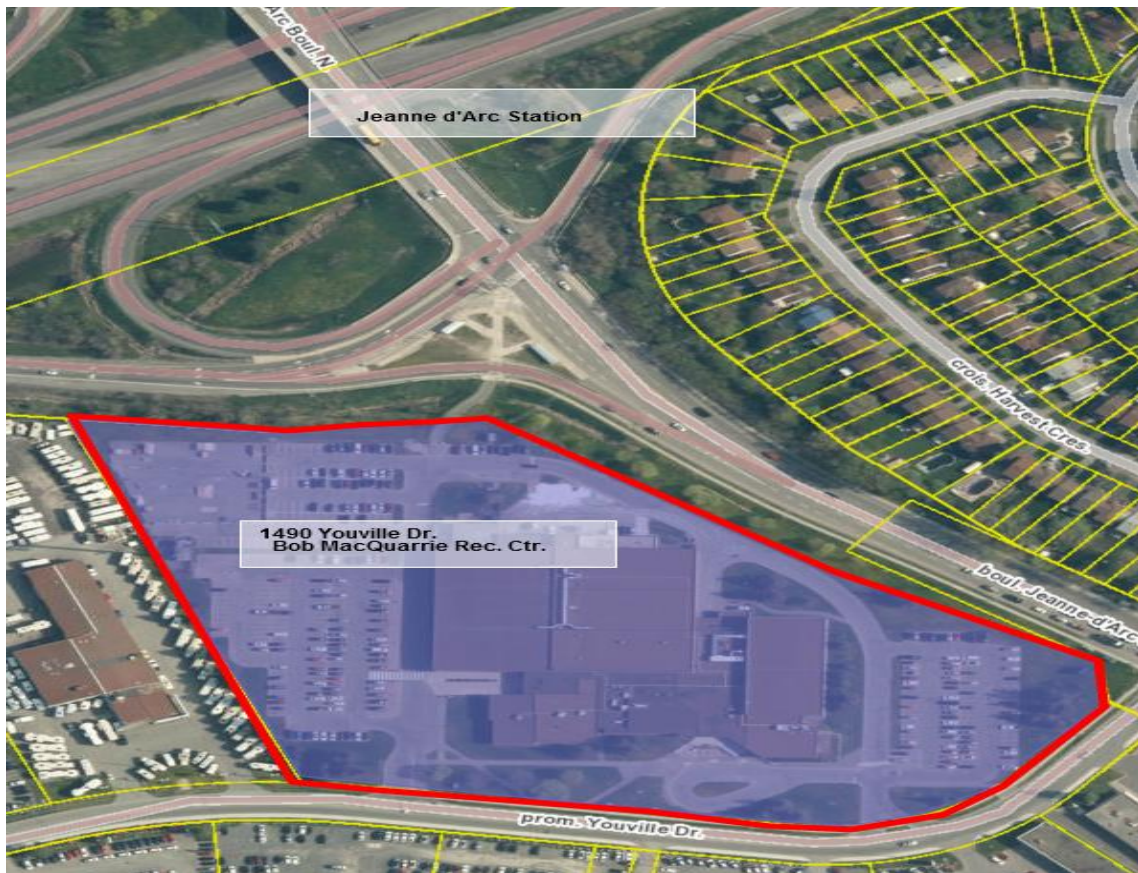 Arc Boul. N
Jeanne d'Arc Station
crois. Harvest Cres.
1490 Youville Dr.
Bob MacQuarrie Rec. Ctr.
boul. Jeanne-d'Arc
prom. Youville Dr.